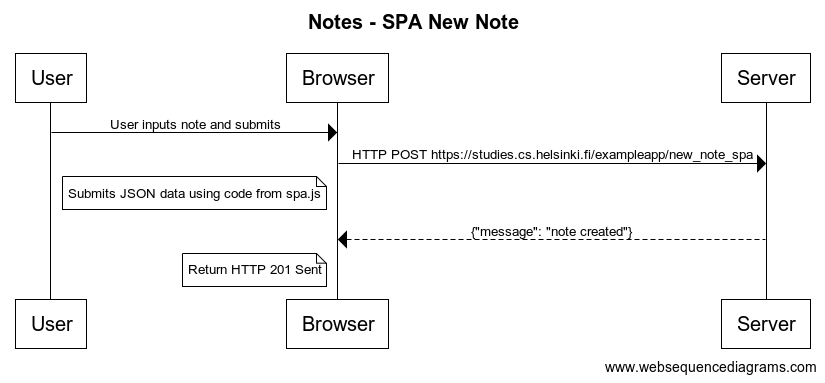 Notes - SPA New Note
User
Browser
Server
User inputs note and submits
HTTP POST https://studies.cs.helsinki.fi/exampleapp/new_note_spa
Submits JSON data using code from spa.js
{"message": "note created"}
Return HTTP 201 Sent
User
Browser
Server
www.websequencediagrams.com